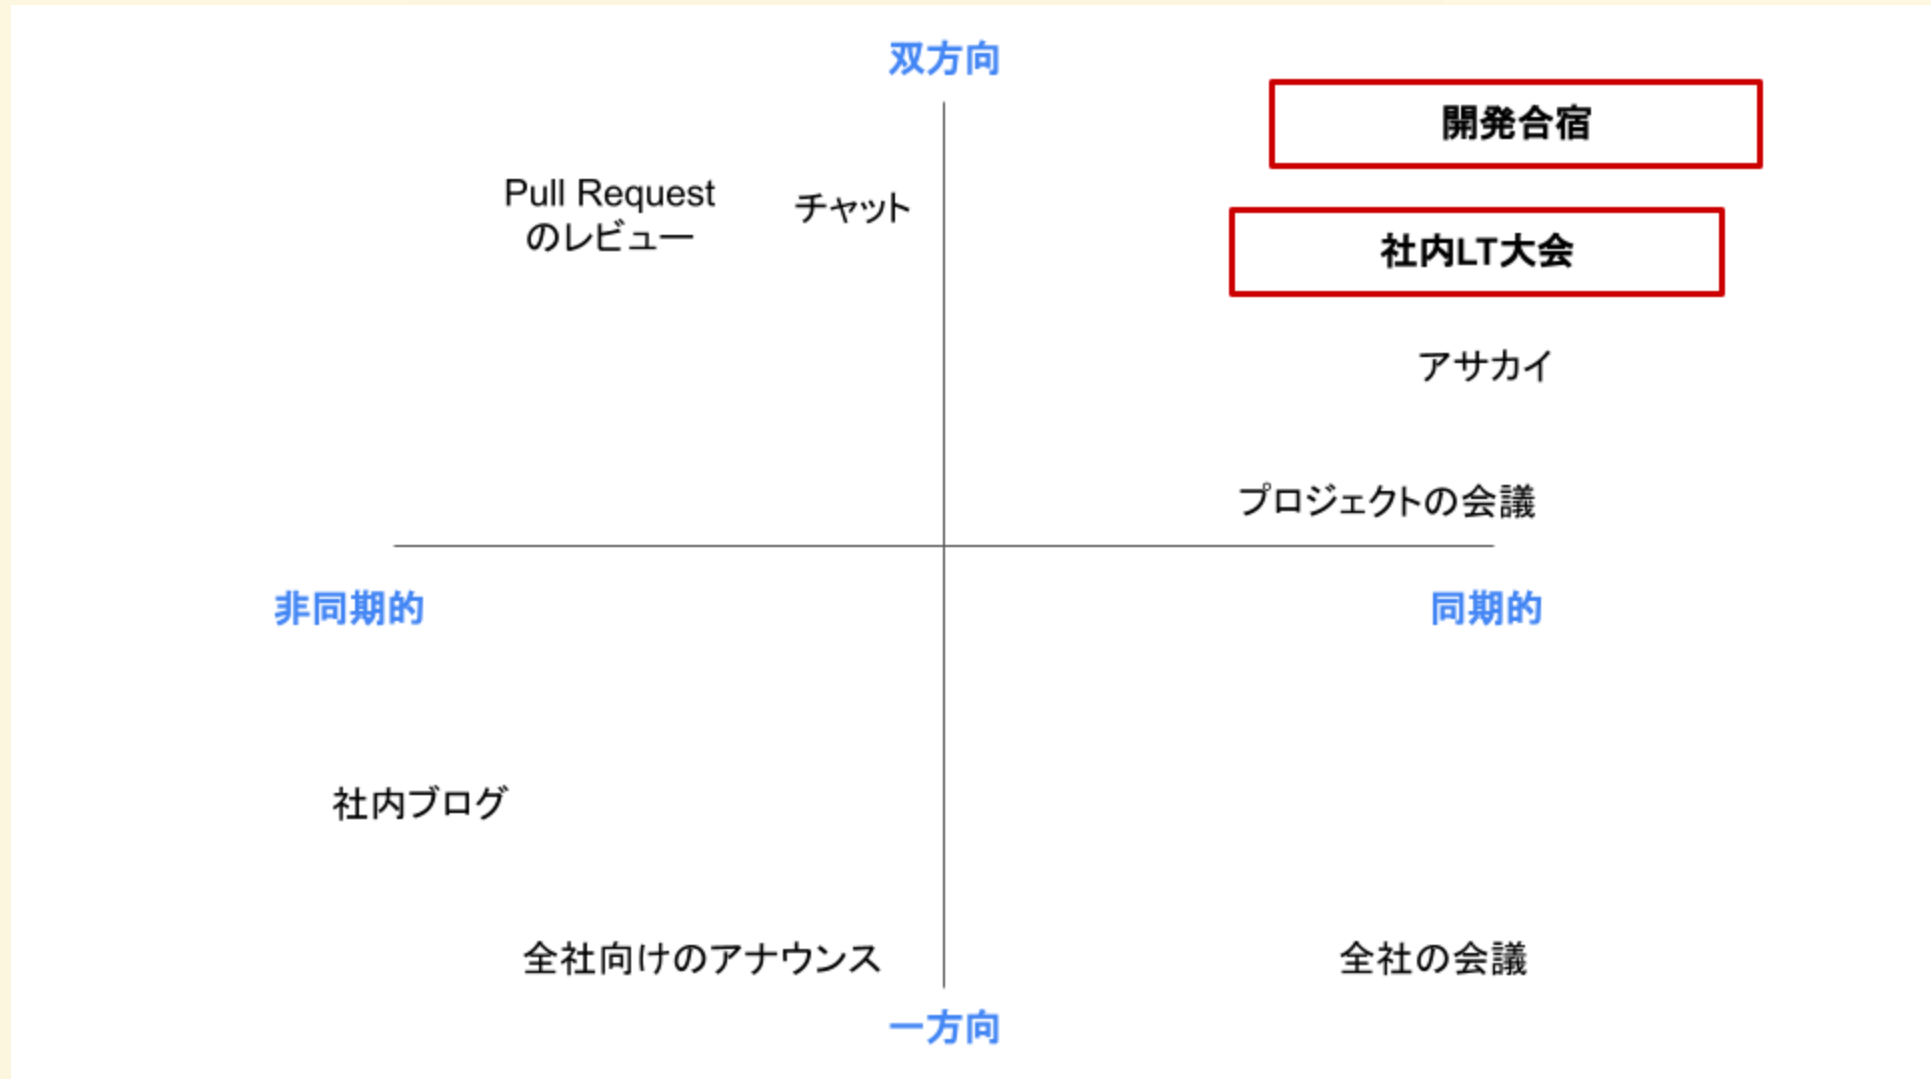 双方向
開発合宿
Pull Request
のレビュー
チャット
社内LT大会
アサカイ
プロジェクトの会議
非同期的
同期的
社内ブログ
全社向けのアナウンス
全社の会議
一方向